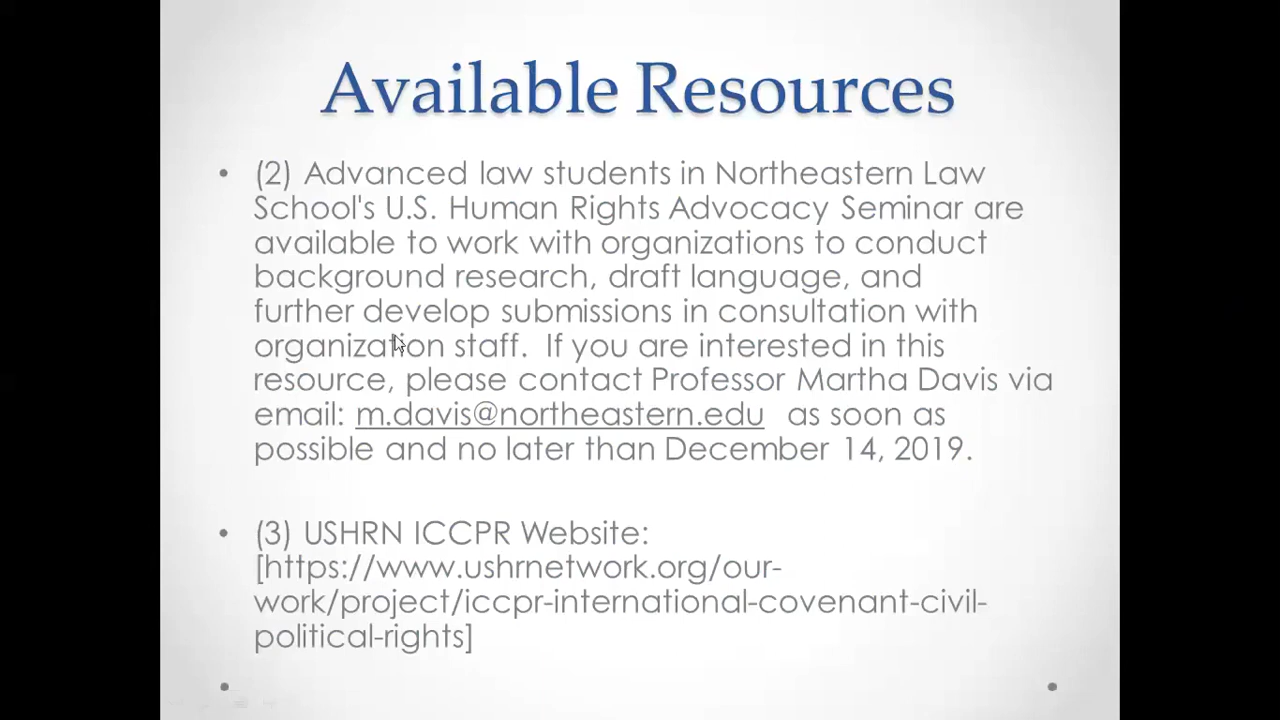 Available Resources
• (2) Advanced law students in Northeastern Law
School's U.S. Human Rights Advocacy Seminar are
available to work with organizations to conduct
background research, draft language, and
further develop submissions in consultation with
organization staff.  If you are interested in this
resource, please contact Professor Martha Davis via
email: m.davis@northeastern.edu  as soon as
possible and no later than December 14, 2019.
• (3) USHRN ICCPR Website:
[https://www.ushrnetwork.org/our-
work/project/iccpr-international-covenant-civil-
political-rights]